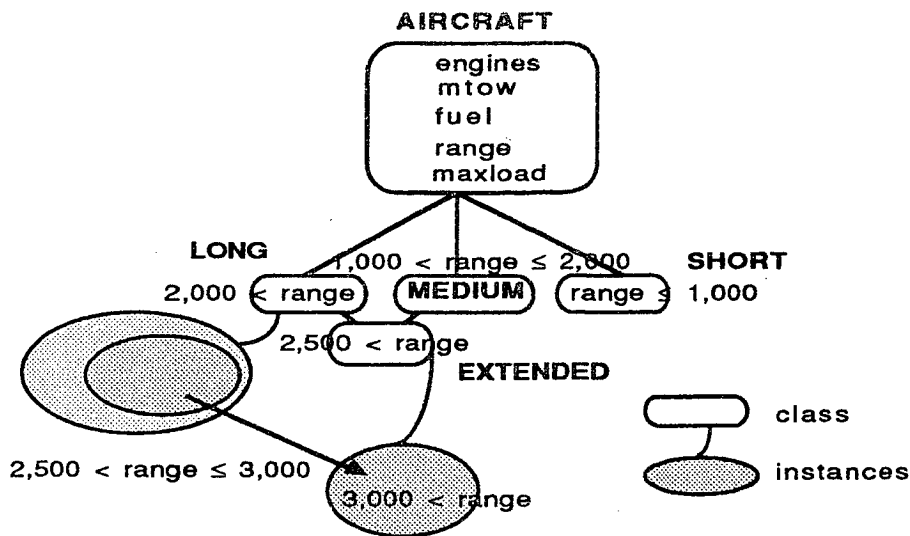 AIRCRAFT
engines
mtow
fuel
range
maxload
LONG
1,000 < range ≤ 2,000
SHORT
2,000 < range
MEDIUM
range ≤ 1,000
2,500 < range
EXTENDED
class
2,500 < range ≤ 3,000
instances
3,000 < range